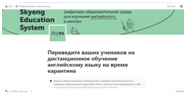 Skyeng
Education
System
Цифровая образовательная среда
для изучения английского
в школах
skyes
Переведите ваших учеников на
дистанционное обучение
английскому языку на время
карантина